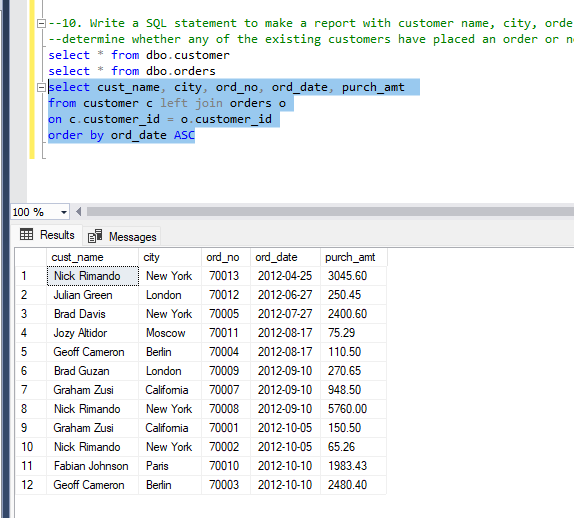 --10. Write a SQL statement to make a report with customer name, city, orde
--determine whether any of the existing customers have placed an order or n
select * from dbo.customer
select * from dbo.orders
select cust_name, city, ord_no, ord_date, purch_amt
from customer c left join orders o
on c.customer_id = o.customer_id
order by ord_date ASC
100 %
Results Messages
cust_name city ord_no ord_date purch_amt
1 Nick Rimando New York 70013 2012-04-25 3045.60
2 Julian Green London 70012 2012-06-27 250.45
3 Brad Davis New York 70005 2012-07-27 2400.60
4 Jozy Altidor Moscow 70011 2012-08-17 75.29
5 Geoff Cameron Berlin 70004 2012-08-17 110.50
6 Brad Guzan London 70009 2012-09-10 270.65
7 Graham Zusi California 70007 2012-09-10 948.50
8 Nick Rimando New York 70008 2012-09-10 5760.00
9 Graham Zusi California 70001 2012-10-05 150.50
10 Nick Rimando New York 70002 2012-10-05 65.26
11 Fabian Johnson Paris 70010 2012-10-10 1983.43
12 Geoff Cameron Berlin 70003 2012-10-10 2480.40